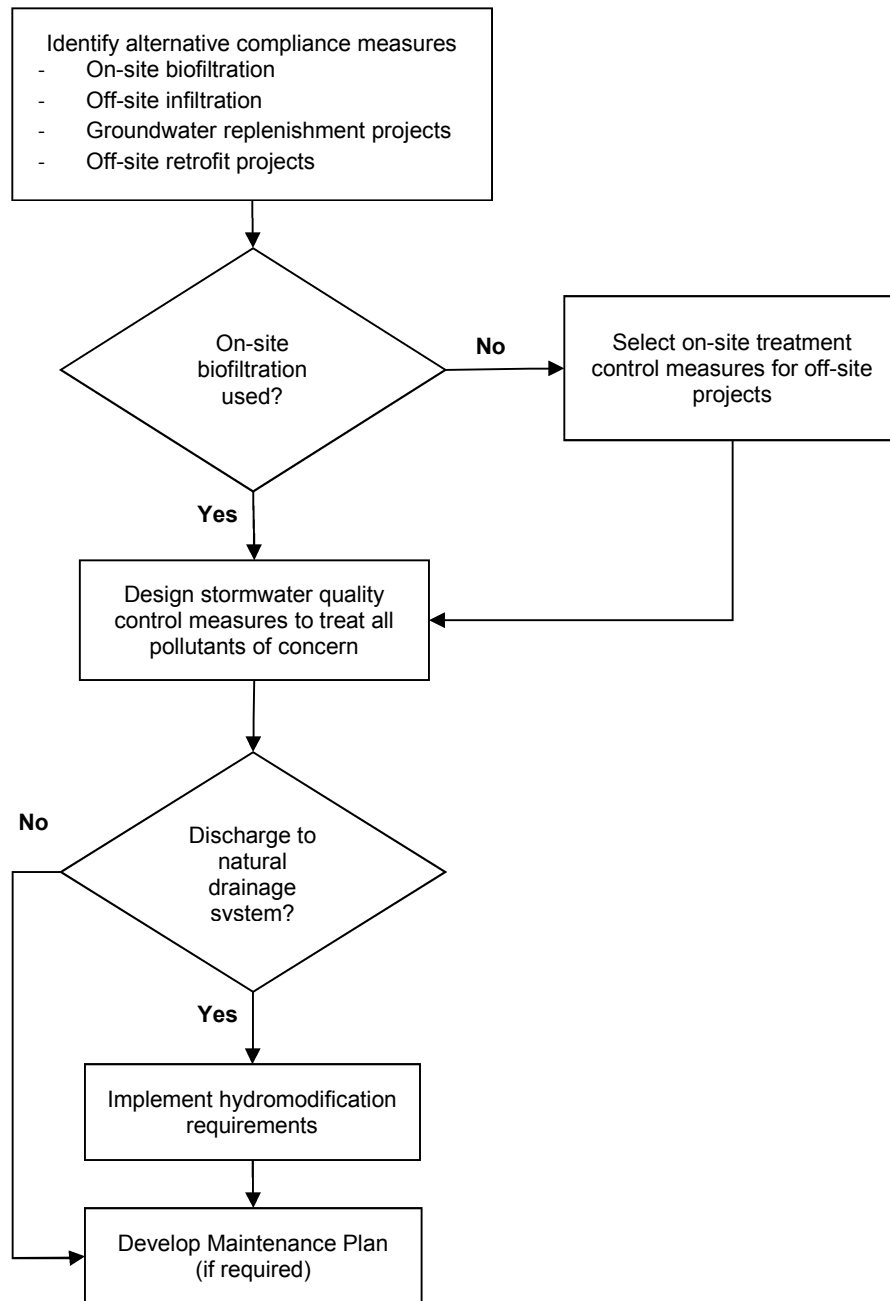 Identify alternative compliance measures
- On-site biofiltration
- Off-site infiltration
- Groundwater replenishment projects
- Off-site retrofit projects
On-site
biofiltration
used?
No
Select on-site treatment
control measures for off-site
projects
Yes
Design stormwater quality
control measures to treat all
pollutants of concern
No
Discharge to
natural
drainage
system?
Yes
Implement hydromodification
requirements
Develop Maintenance Plan
(if required)